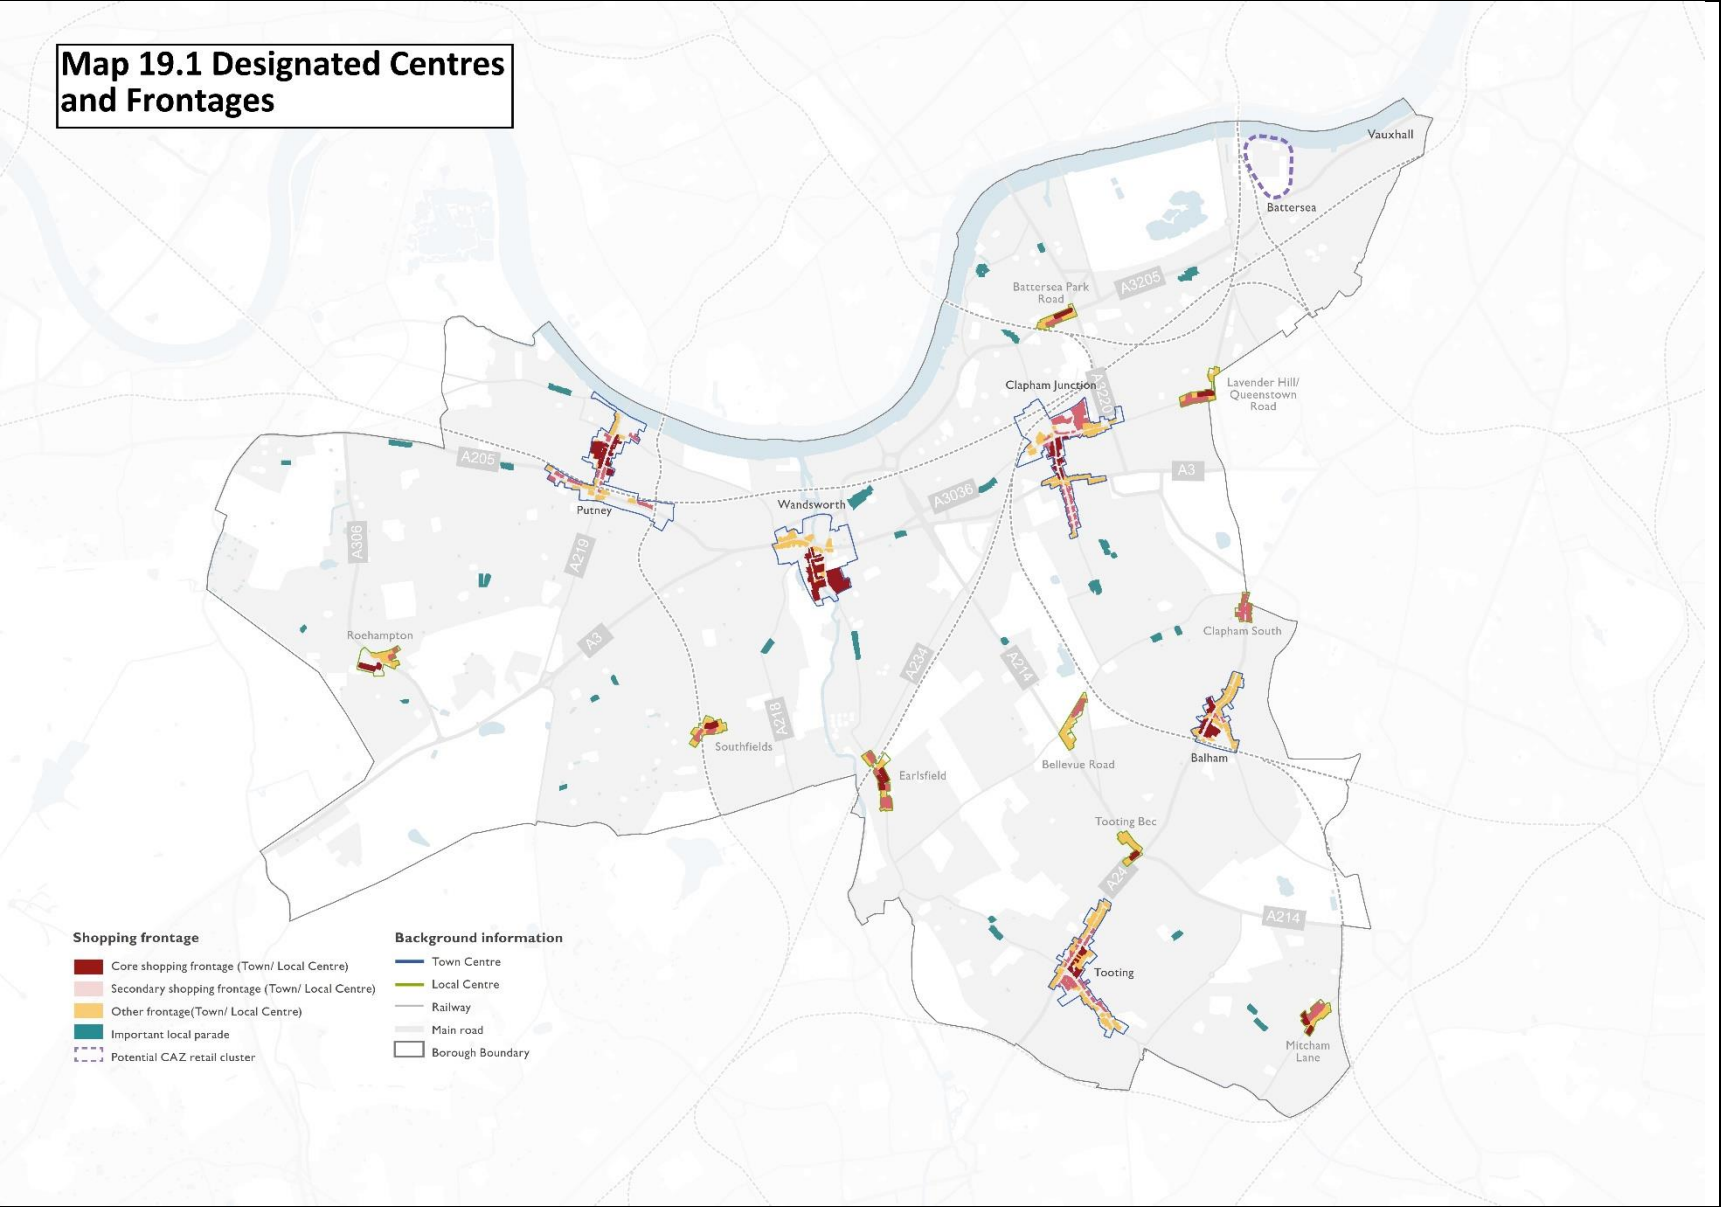 Map 19.1 Designated Centres
and Frontages
Vauxhall
Battersea
Battersea Park
Road
A3205
Clapham Junction
A3220
Lavender Hill/
Queenstown
Road
A205
A3
A3036
Wandsworth
Putney
A306
A219
Clapham South
Roehampton
A3
A234
A214
A218
Southfields
Balham
Bellevue Road
Earlsfield
Tooting Bec
A24
A214
Tooting
Mitcham
Lane
Shopping frontage
Core shopping frontage (Town/ Local Centre)
Secondary shopping frontage (Town/ Local Centre)
Other frontage(Town/ Local Centre)
Important local parade
Potential CAZ retail cluster
Background information
Town Centre
Local Centre
Railway
Main road
Borough Boundary